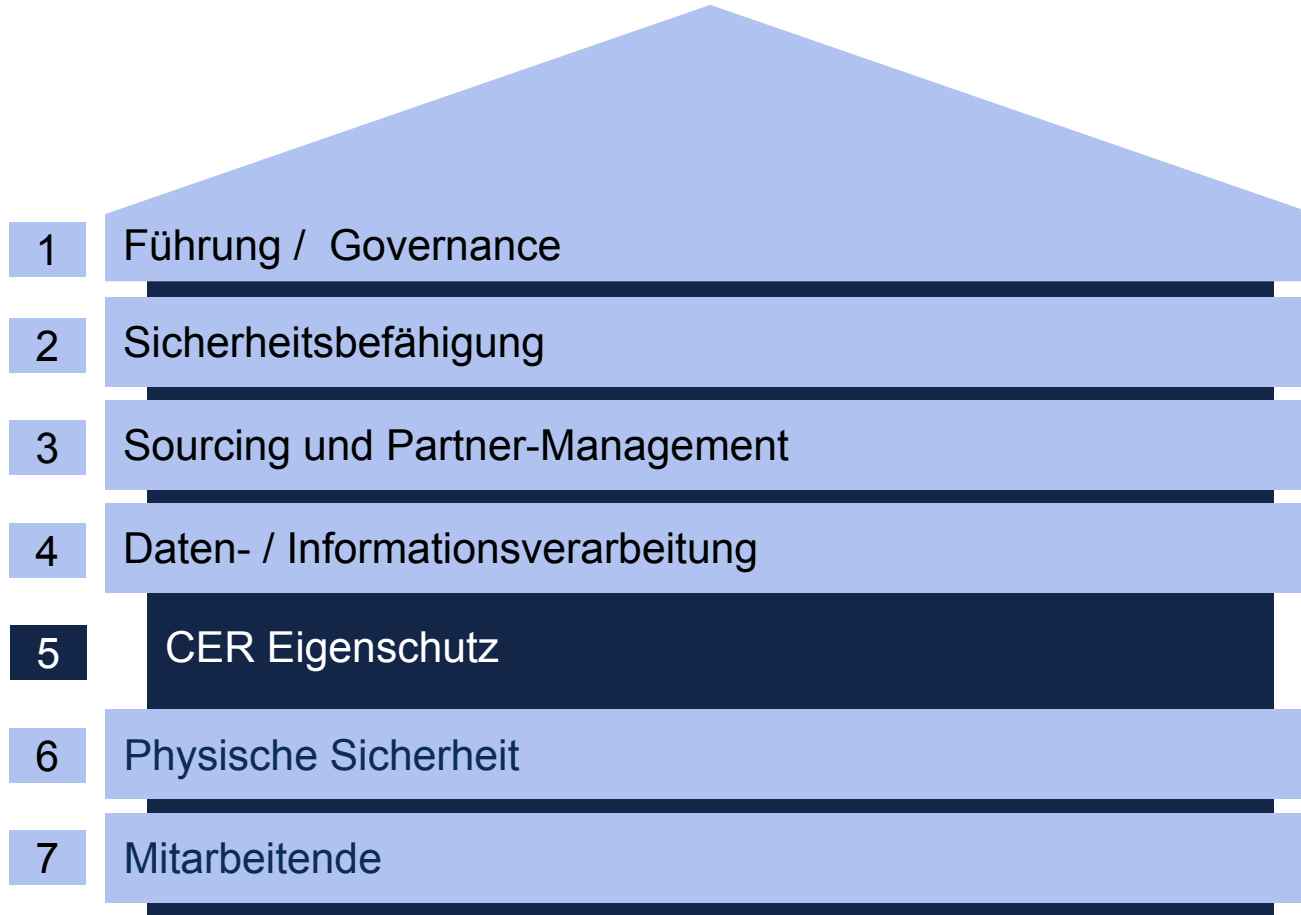 1 Führung / Governance
2 Sicherheitsbefähigung
3 Sourcing und Partner-Management
4 Daten- / Informationsverarbeitung
5 CER Eigenschutz
6 Physische Sicherheit
7 Mitarbeitende